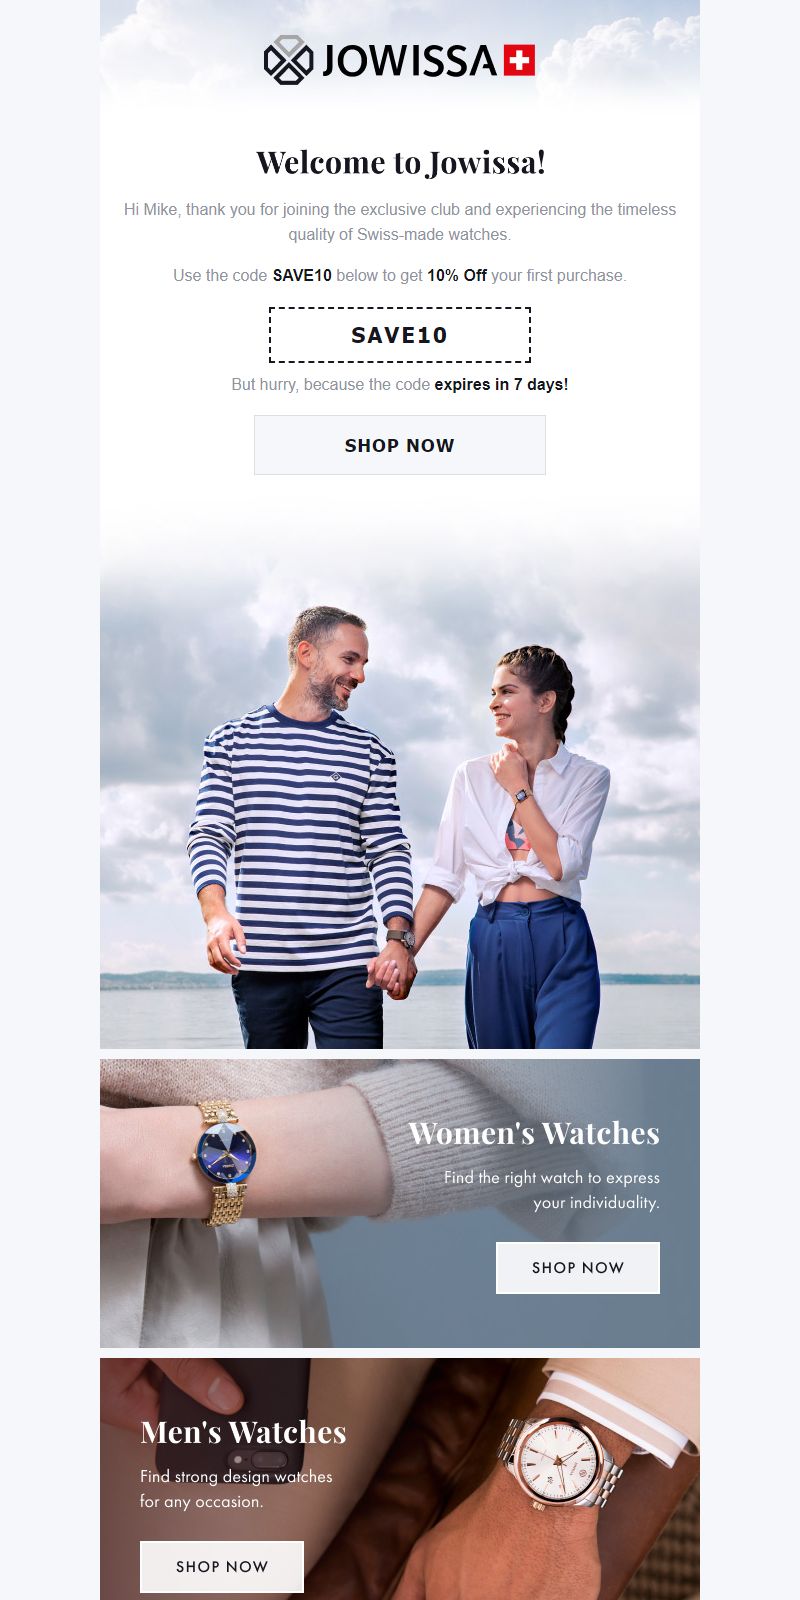 JOWISSA
Welcome to Jowissa!
Hi Mike, thank you for joining the exclusive club and experiencing the timeless
quality of Swiss-made watches.
Use the code SAVE10 below to get 10% Off your first purchase.
SAVE10
But hurry, because the code expires in 7 days!
SHOP NOW
Women's Watches
Find the right watch to express
your individuality.
SHOP NOW
Men's Watches
Find strong design watches
for any occasion.
SHOP NOW